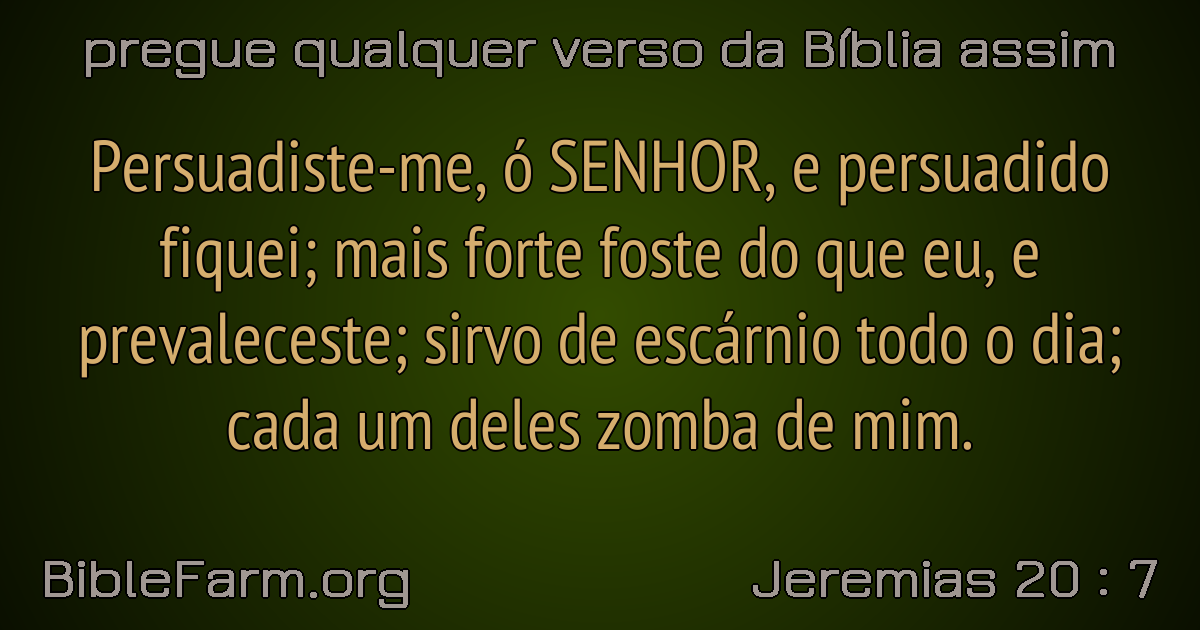 pregue qualquer verso da Bíblia assim
Persuadiste-me, ó SENHOR, e persuadido
fiquei; mais forte foste do que eu, e
prevaleceste; sirvo de escárnio todo o dia;
cada um deles zomba de mim.
BibleFarm.org
Jeremias 20 : 7